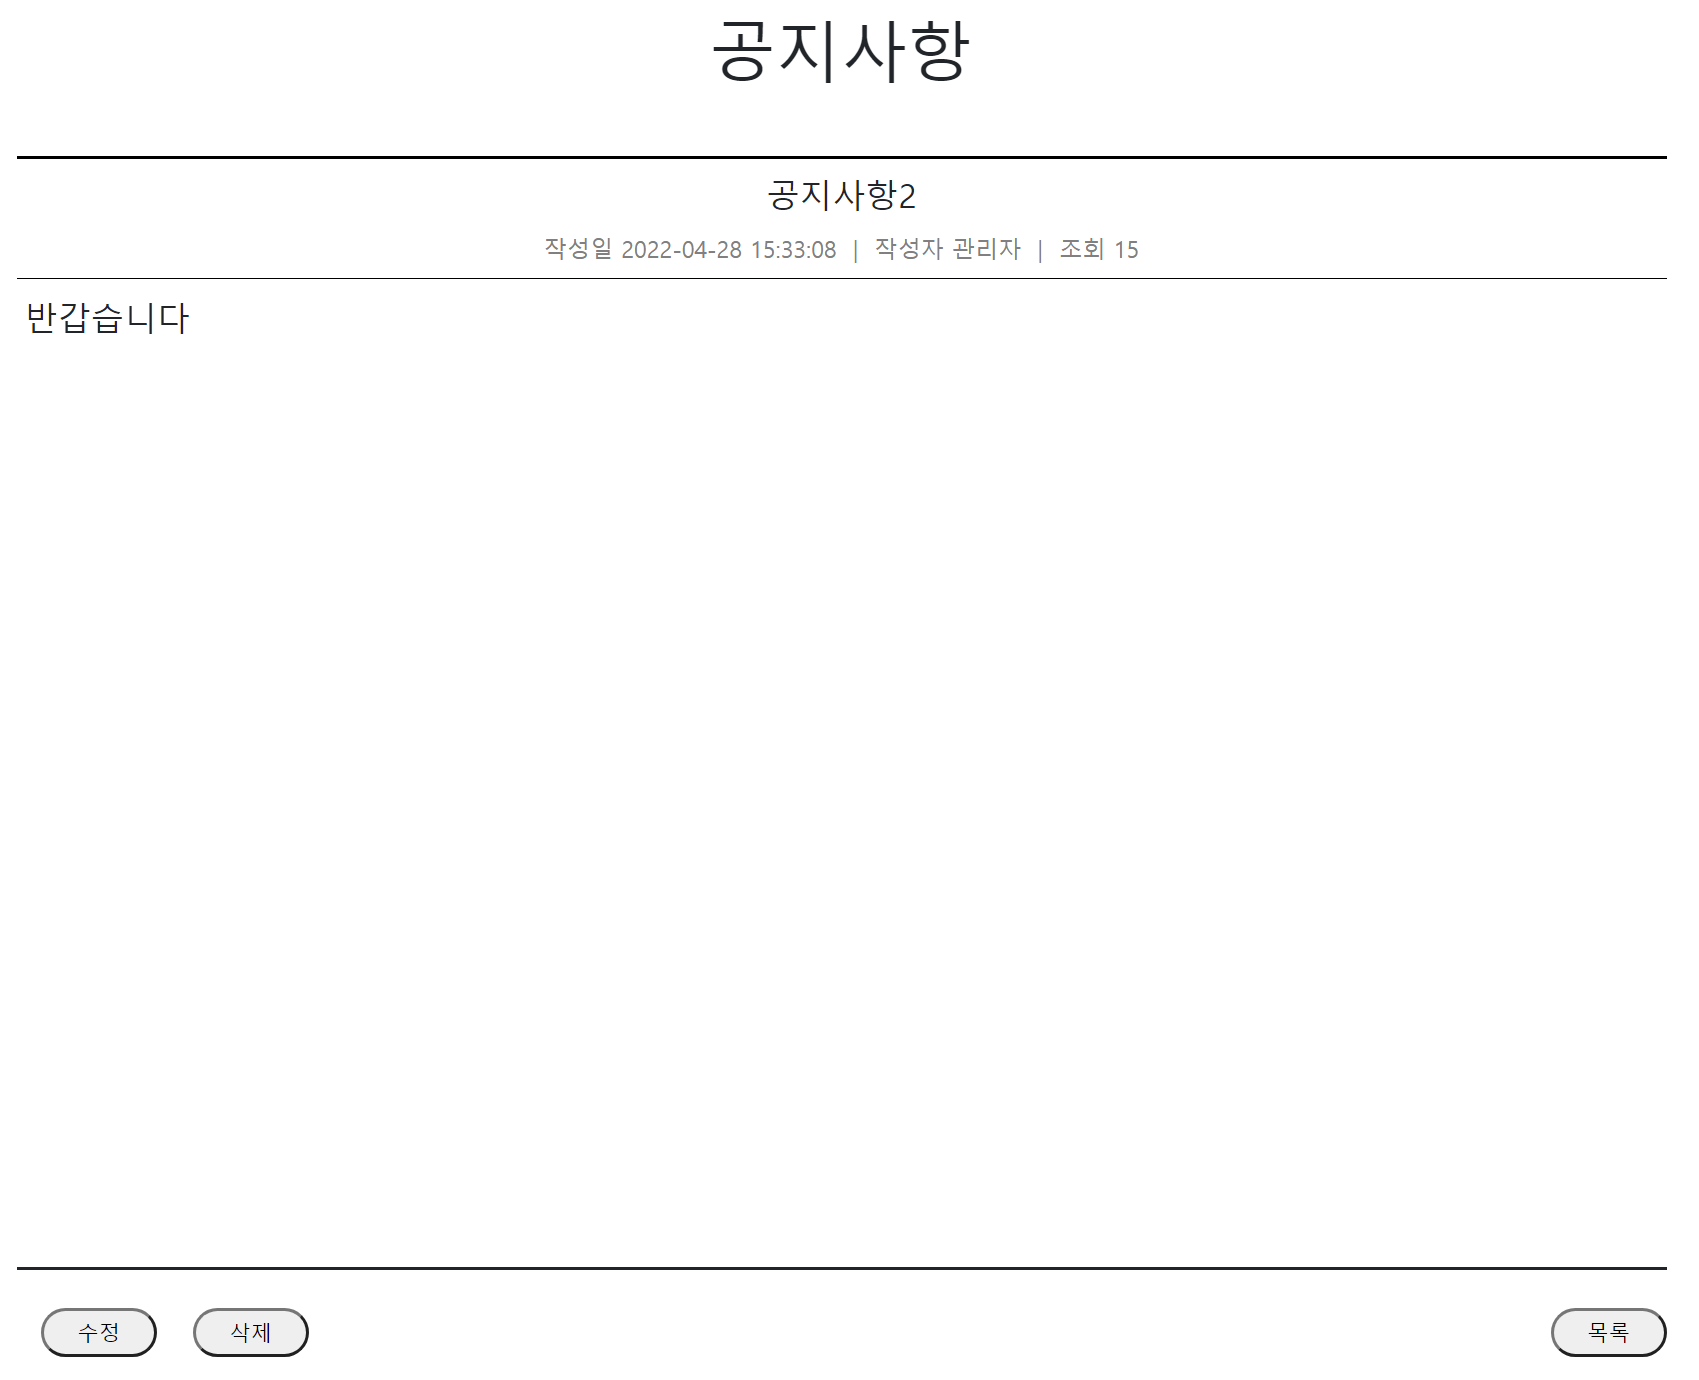 공지사항
공지사항2
작성일 2022-04-28 15:33:08 | 작성자 관리자 | 조회 15
반갑습니다
수정 삭제 목록